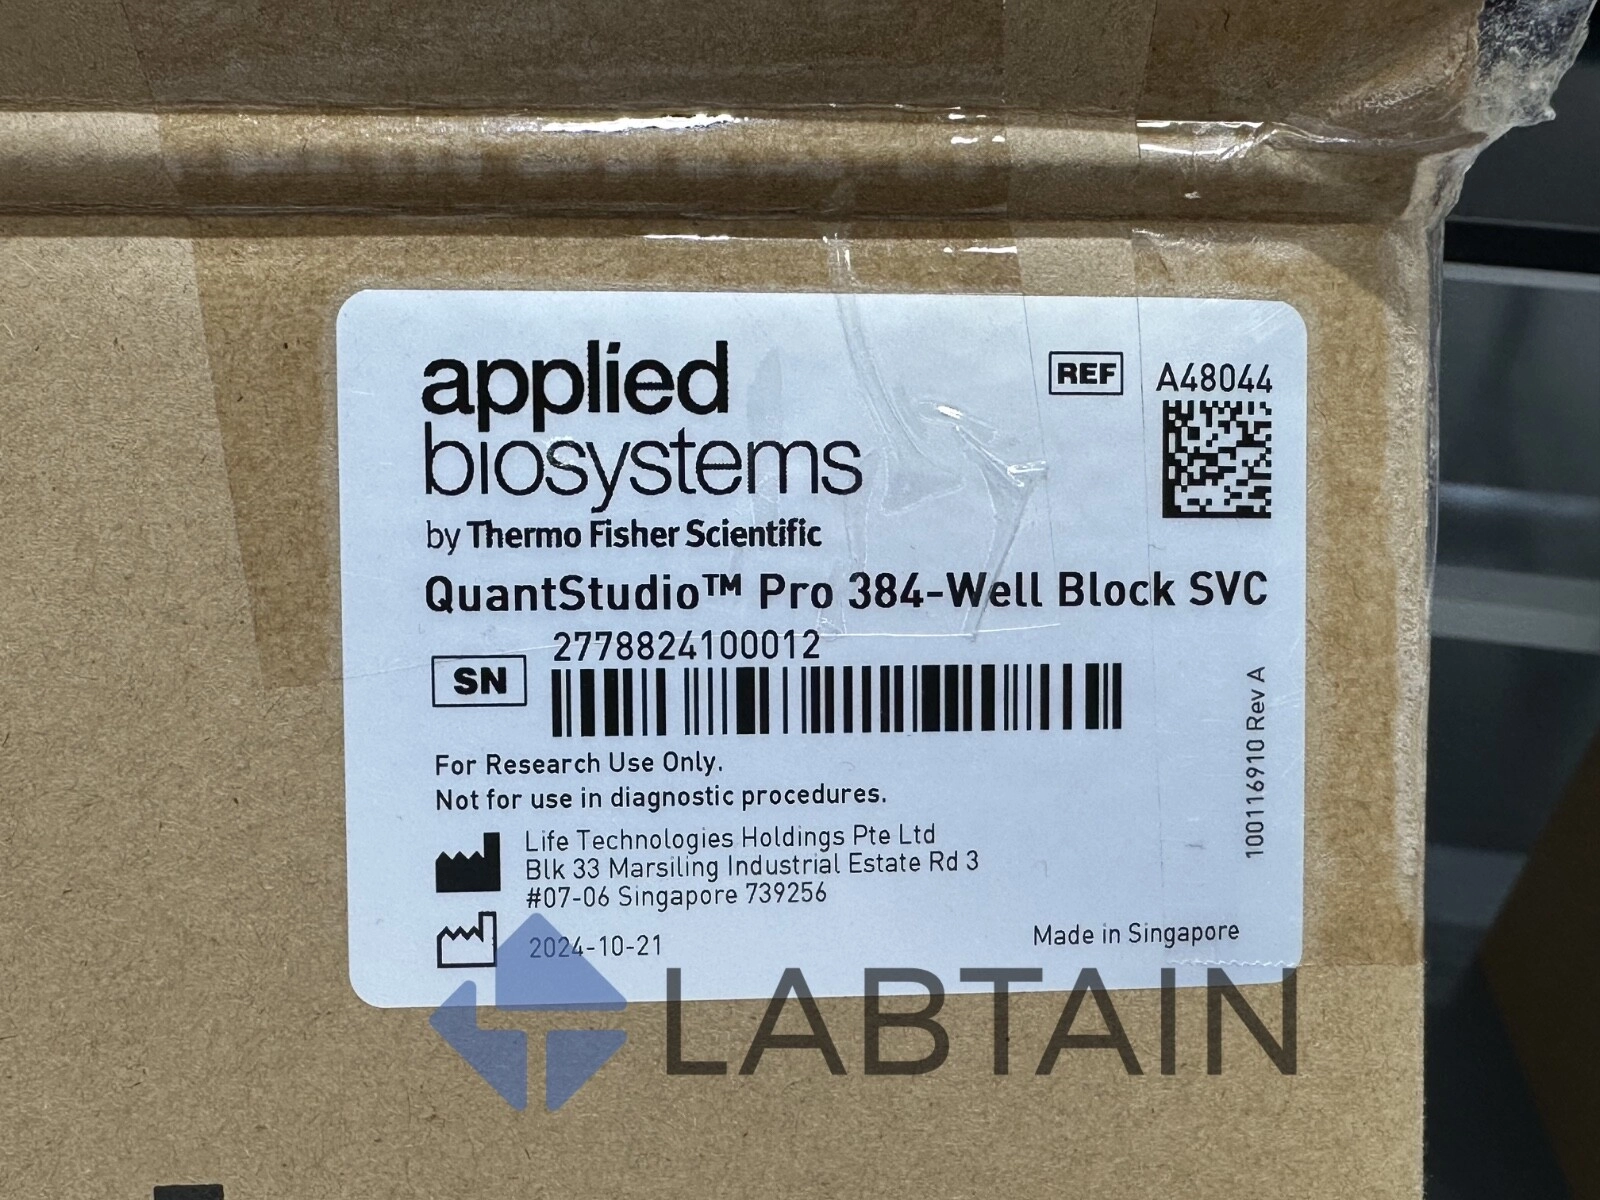 applied
biosystems
by Thermo Fisher Scientific
REF A48044
QuantStudio™ Pro 384-Well Block SVC
2778824100012
SN
For Research Use Only.
Not for use in diagnostic procedures.
Life Technologies Holdings Pte Ltd
Blk 33 Marsiling Industrial Estate Rd 3
#07-06 Singapore 739256
2024-10-21
Made in Singapore
100116910 Rev A
LABTAIN